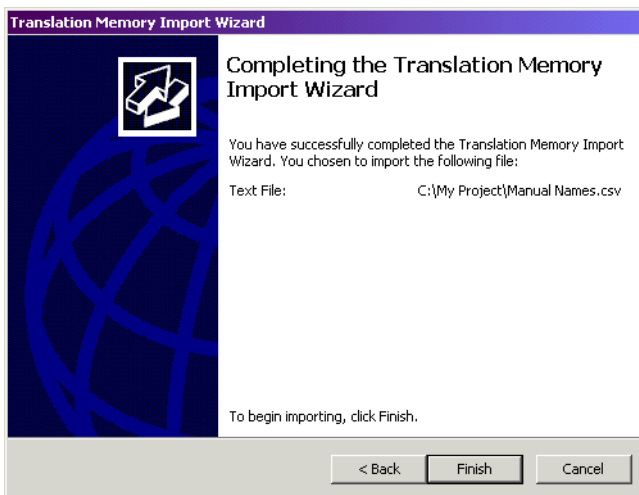 Translation Memory Import Wizard
Completing the Translation Memory
Import Wizard
You have successfully completed the Translation Memory Import
Wizard. You chosen to import the following file:
Text File: C:\My Project\Manual Names.csv
To begin importing, click Finish.
< Back Finish Cancel